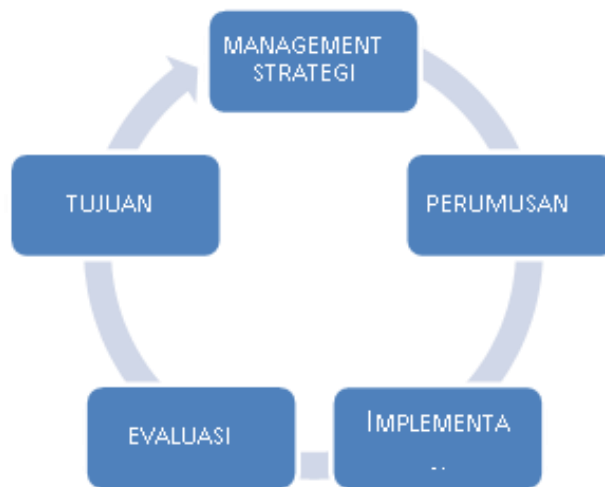 MANAGEMENT
STRATEGI
PERUMUSAN
IMPLEMENTA
..
EVALUASI
TUJUAN